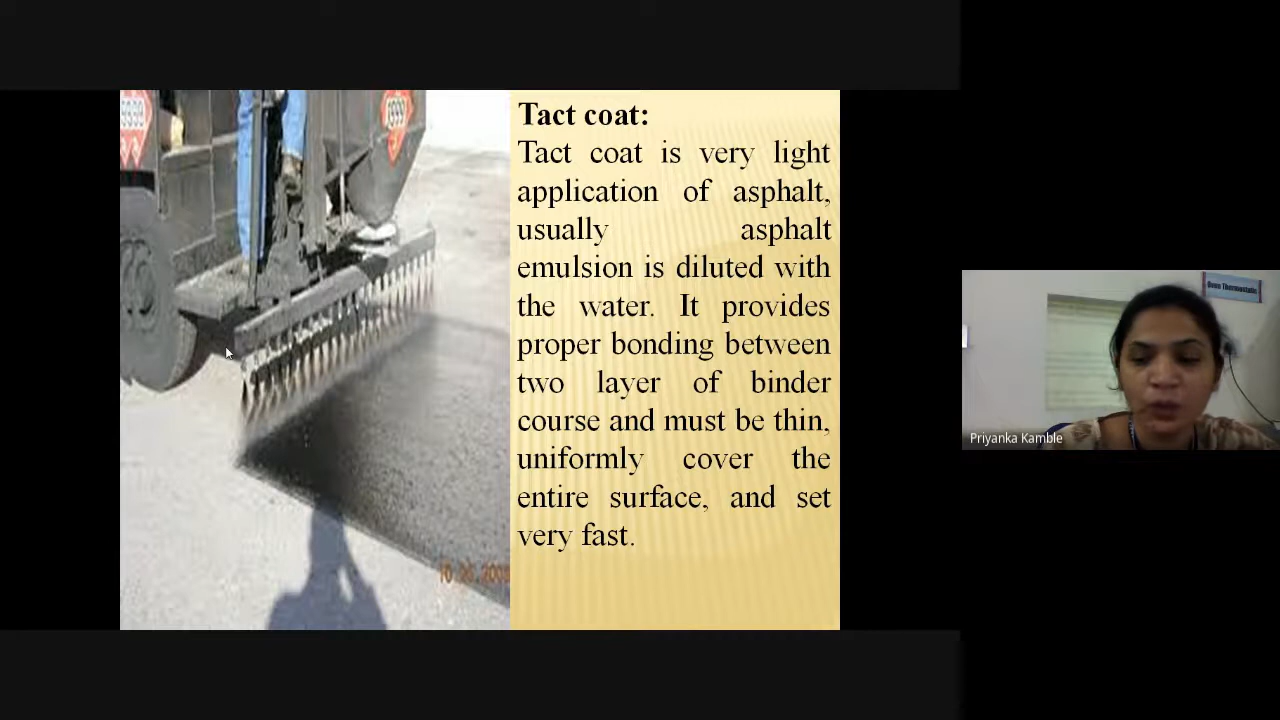 Tact coat:
Tact coat is very light
application of asphalt,
usually asphalt
emulsion is diluted with
the water. It provides
proper bonding between
two layer of binder
course and must be thin,
uniformly cover the
entire surface, and set
very fast.
Priyanka Kamble